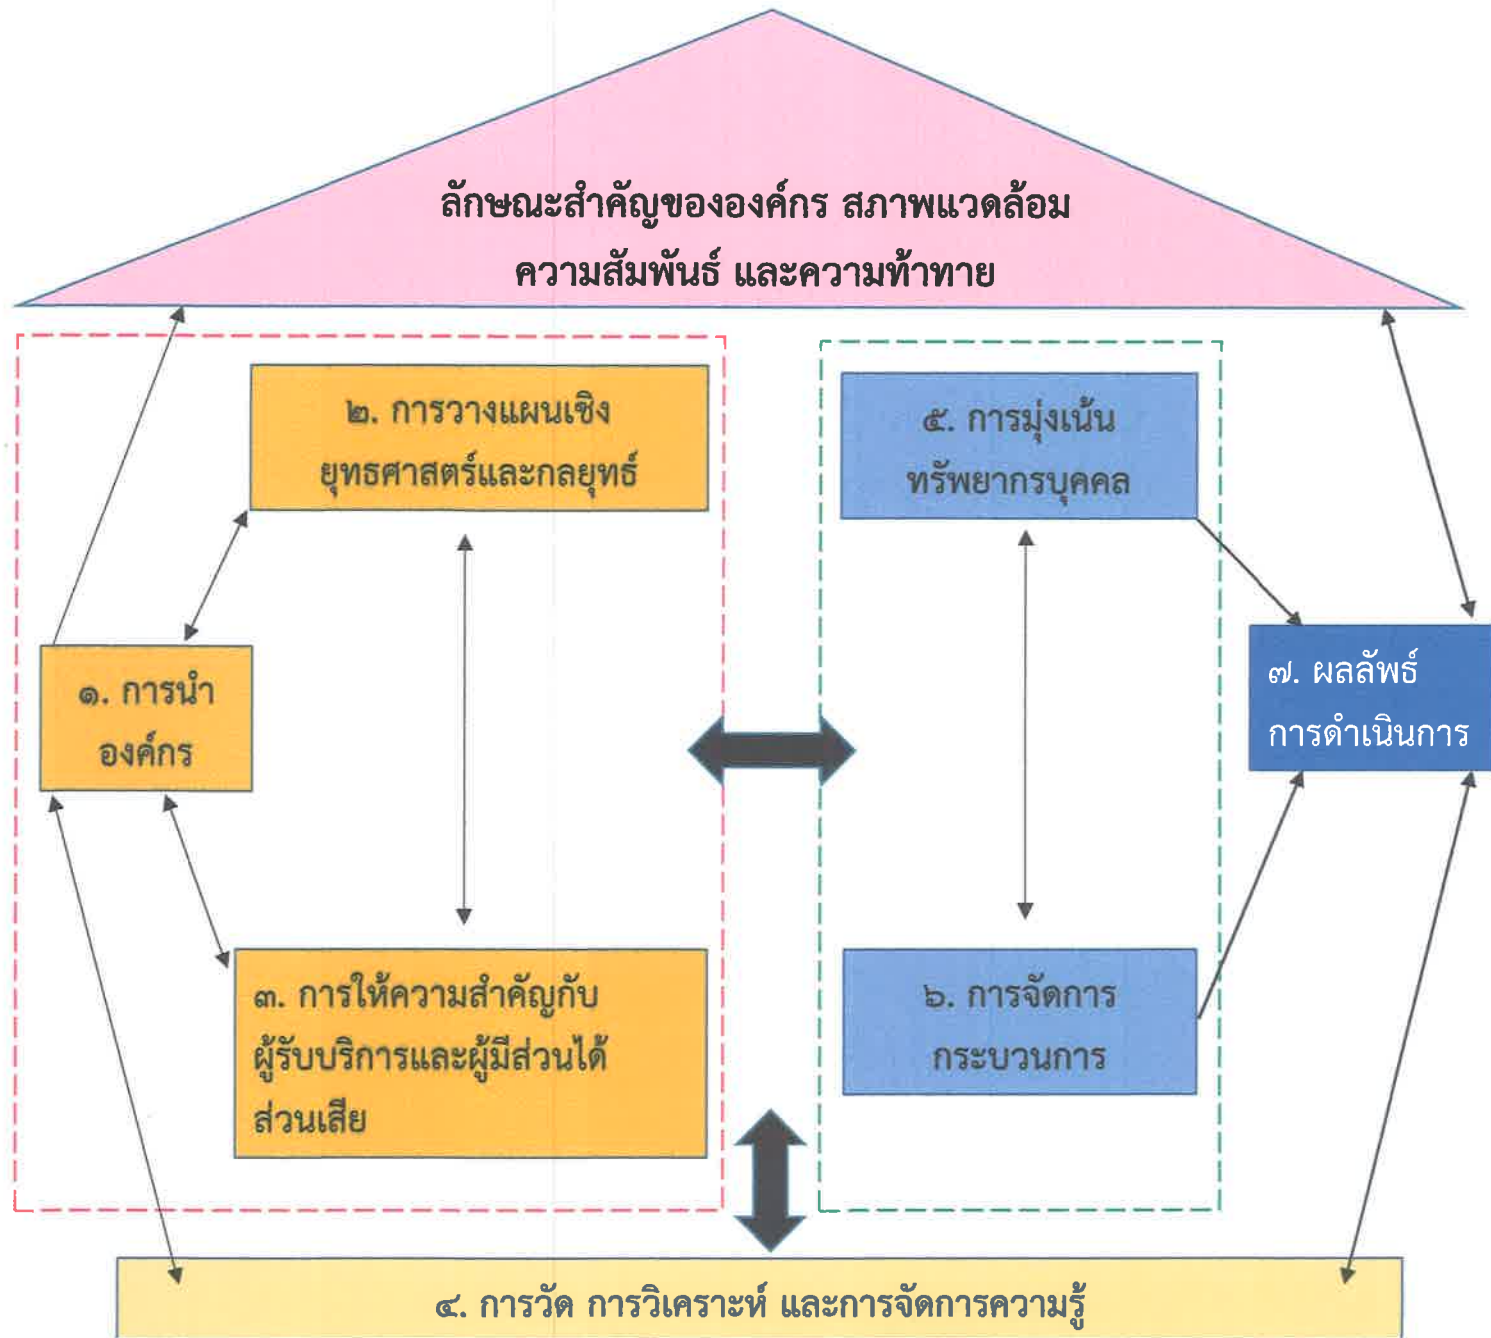 ลักษณะสำคัญขององค์กร สภาพแวดล้อม
ความสัมพันธ์ และความท้าทาย
๒. การวางแผนเชิง
ยุทธศาสตร์และกลยุทธ์
๕. การมุ่งเน้น
ทรัพยากรบุคคล
๑. การนำ
องค์กร
๗. ผลลัพธ์
การดำเนินการ
๓. การให้ความสำคัญกับ
ผู้รับบริการและผู้มีส่วนได้
ส่วนเสีย
๖. การจัดการ
กระบวนการ
๔. การวัด การวิเคราะห์ และการจัดการความรู้